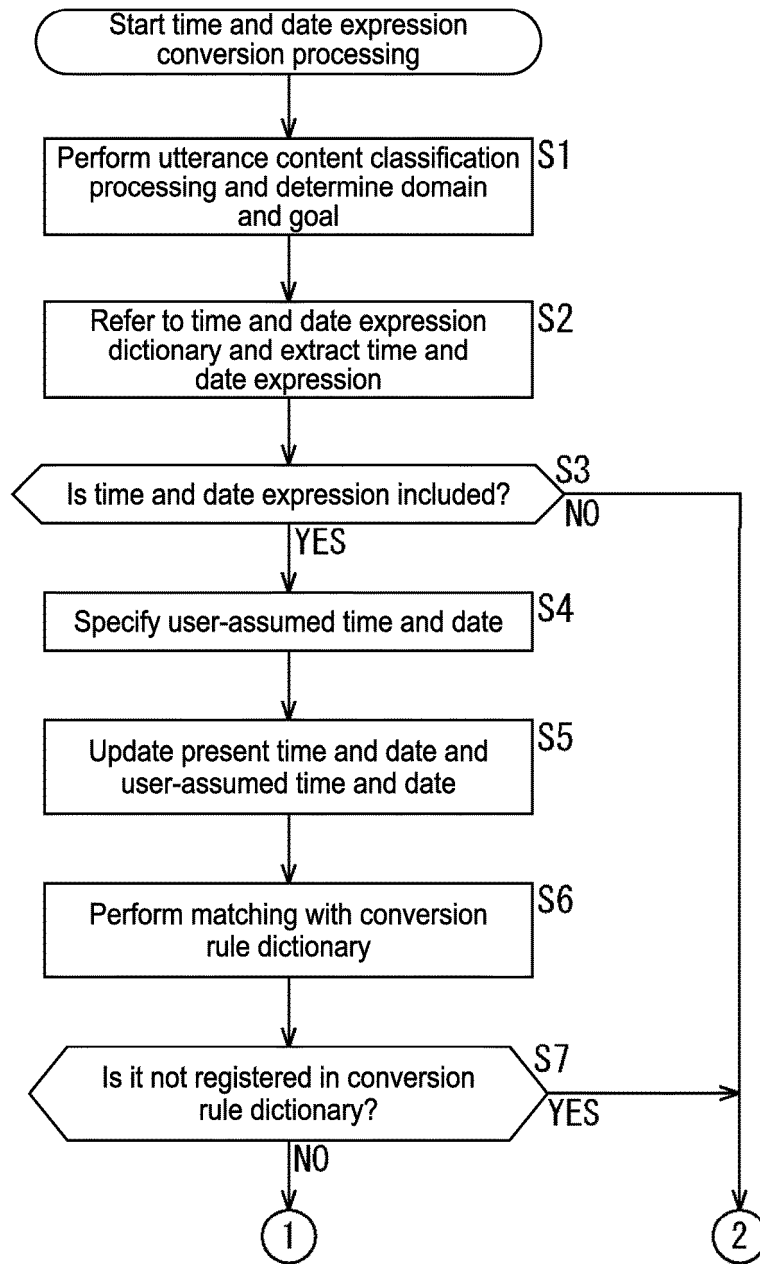 Start time and date expression
conversion processing
Perform utterance content classification
processing and determine domain
and goal
S1
Refer to time and date expression
dictionary and extract time and
date expression
S2
Is time and date expression included?
S3
NO
YES
Specify user-assumed time and date
S4
Update present time and date and
user-assumed time and date
S5
Perform matching with conversion
rule dictionary
S6
Is it not registered in conversion
rule dictionary?
S7
YES
NO
1
2